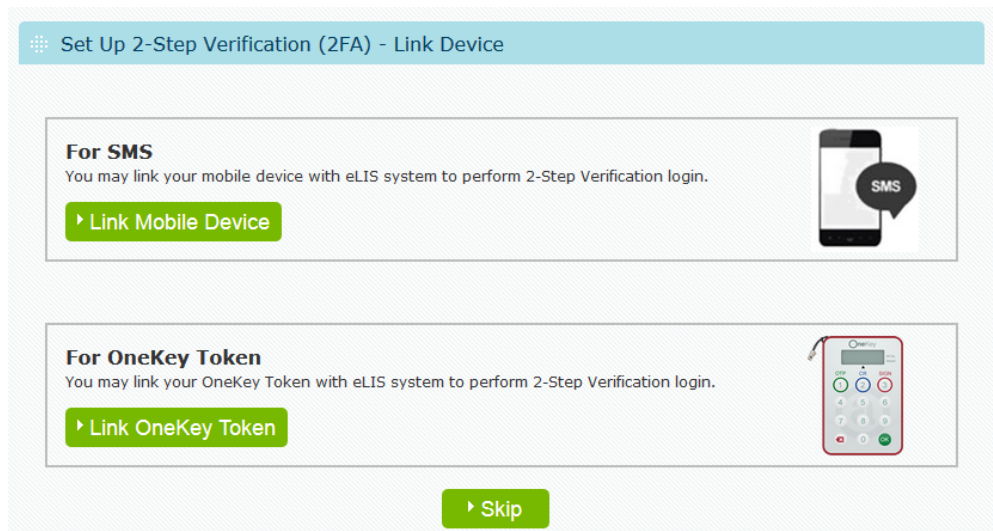 Set Up 2-Step Verification (2FA) - Link Device
For SMS
You may link your mobile device with eLIS system to perform 2-Step Verification login.
Link Mobile Device
SMS
For OneKey Token
You may link your OneKey Token with eLIS system to perform 2-Step Verification login.
Link OneKey Token
OneKey
OTP CR SIGN
1 2 3
4 5 6
7 8 9
0 OK
Skip